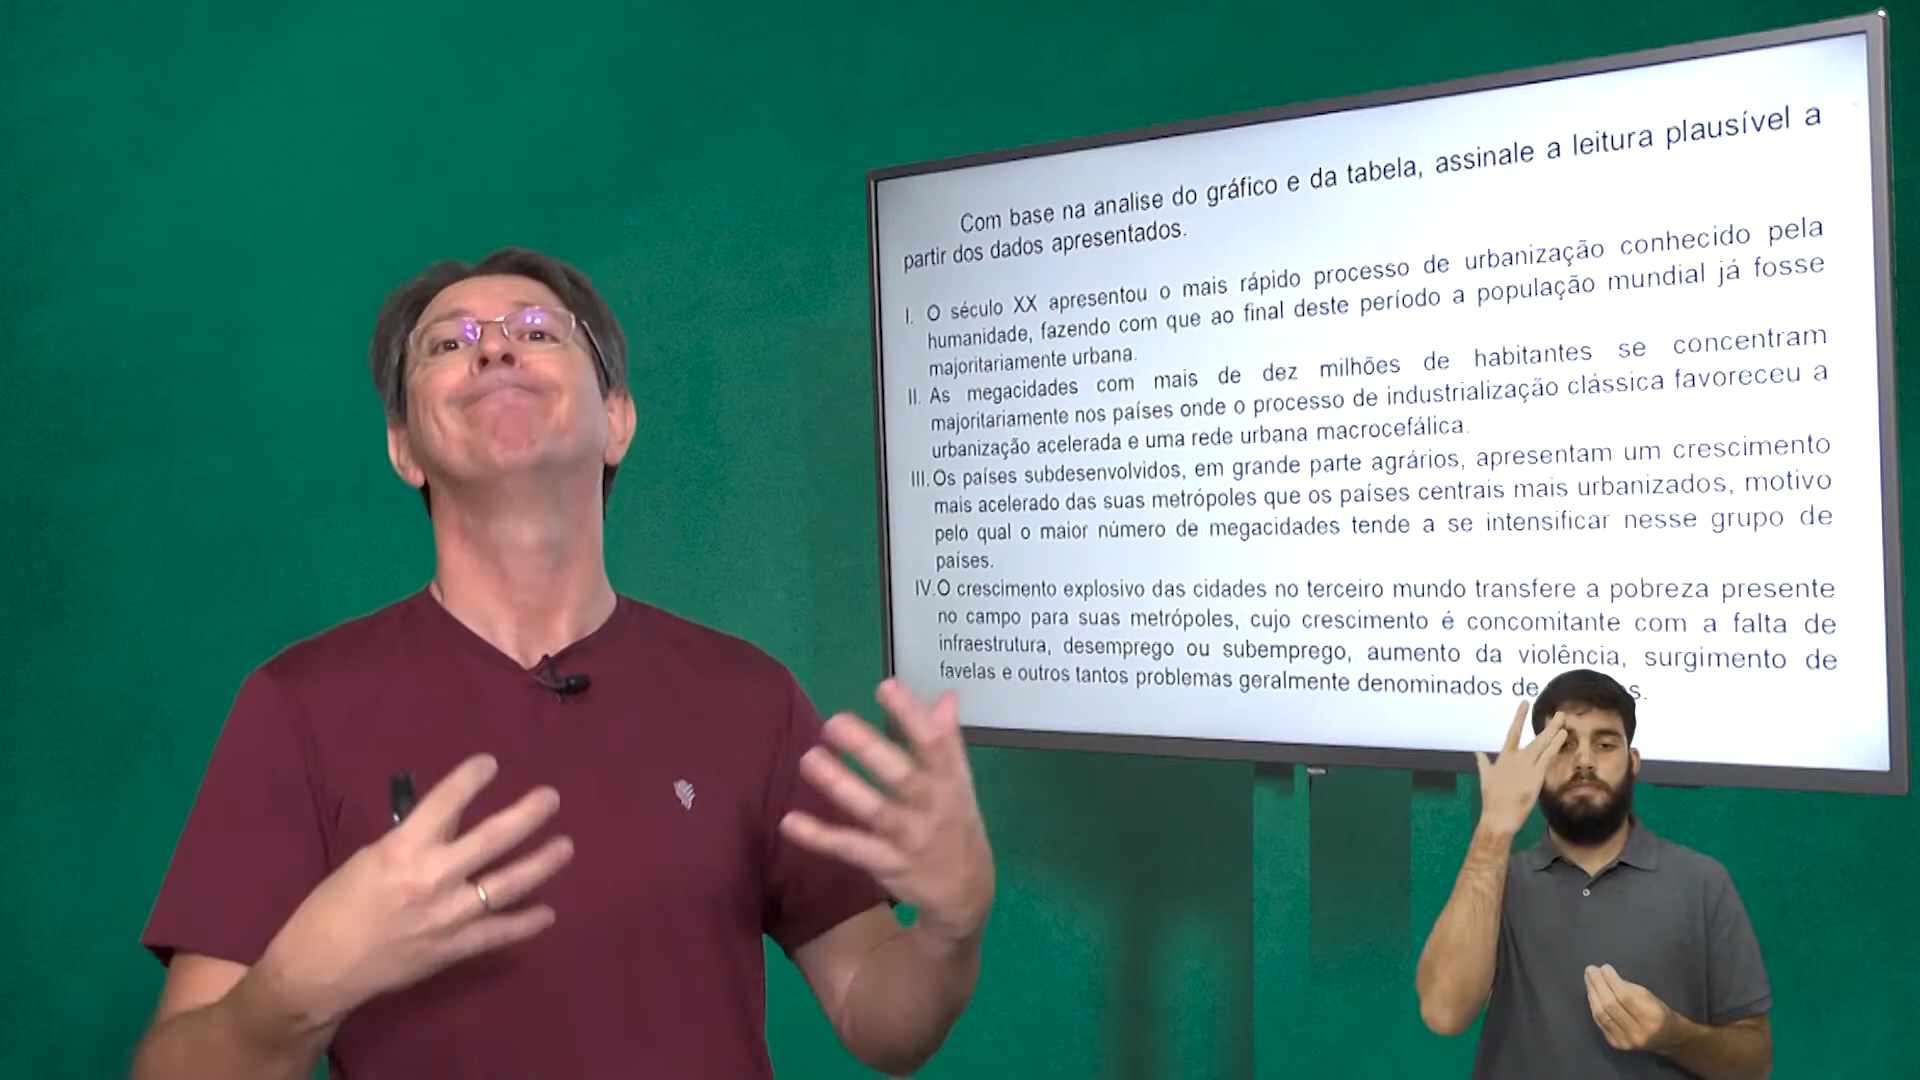 Com base na analise do gráfico e da tabela, assinale a leitura plausível a
partir dos dados apresentados.
I. O século XX apresentou o mais rápido processo de urbanização conhecido pela
humanidade, fazendo com que ao final deste período a população mundial já fosse
majoritariamente urbana.
II. As megacidades com mais de dez milhões de habitantes se concentram
majoritariamente nos países onde o processo de industrialização clássica favoreceu a
urbanização acelerada e uma rede urbana macrocefálica.
III. Os países subdesenvolvidos, em grande parte agrários, apresentam um crescimento
mais acelerado das suas metrópoles que os países centrais mais urbanizados, motivo
pelo qual o maior número de megacidades tende a se intensificar nesse grupo de
países.
IV. O crescimento explosivo das cidades no terceiro mundo transfere a pobreza presente
no campo para suas metrópoles, cujo crescimento é concomitante com a falta de
infraestrutura, desemprego ou subemprego, aumento da violência, surgimento de
favelas e outros tantos problemas geralmente denominados de